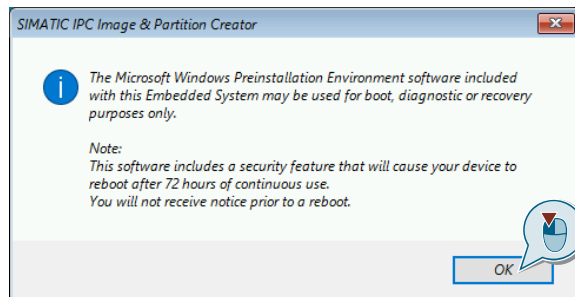 SIMATIC IPC Image & Partition Creator
The Microsoft Windows Preinstallation Environment software included
with this Embedded System may be used for boot, diagnostic or recovery
purposes only.
Note:
This software includes a security feature that will cause your device to
reboot after 72 hours of continuous use.
You will not receive notice prior to a reboot.
OK